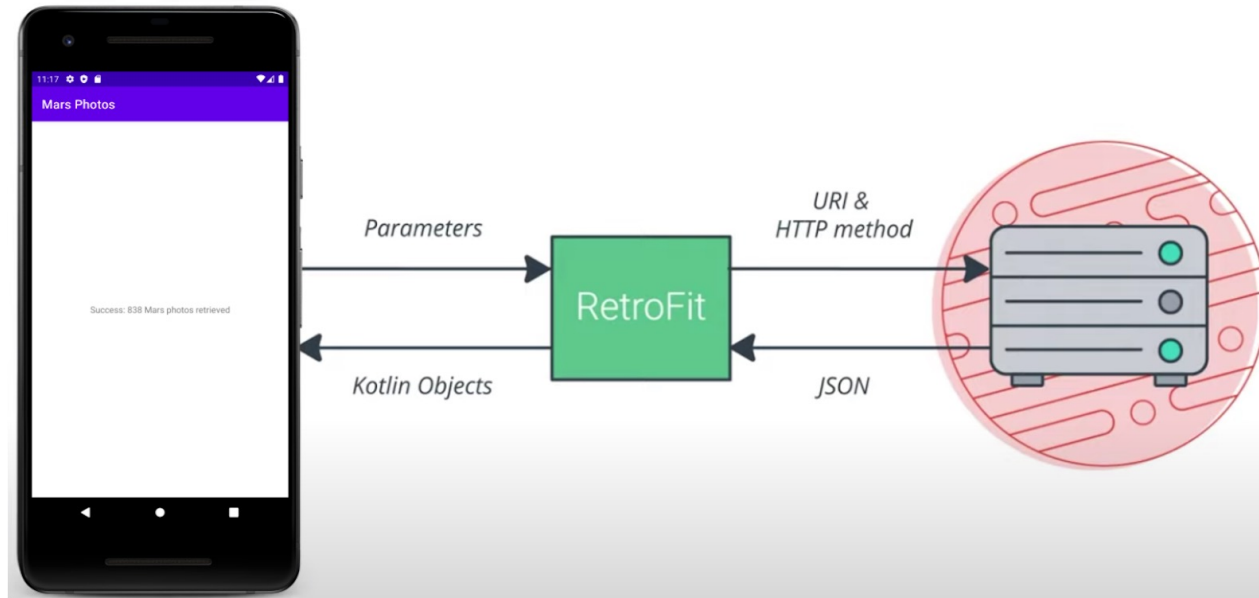 11:17
Mars Photos
Success: 838 Mars photos retrieved
Parameters
Kotlin Objects
RetroFit
URI &
HTTP method
JSON